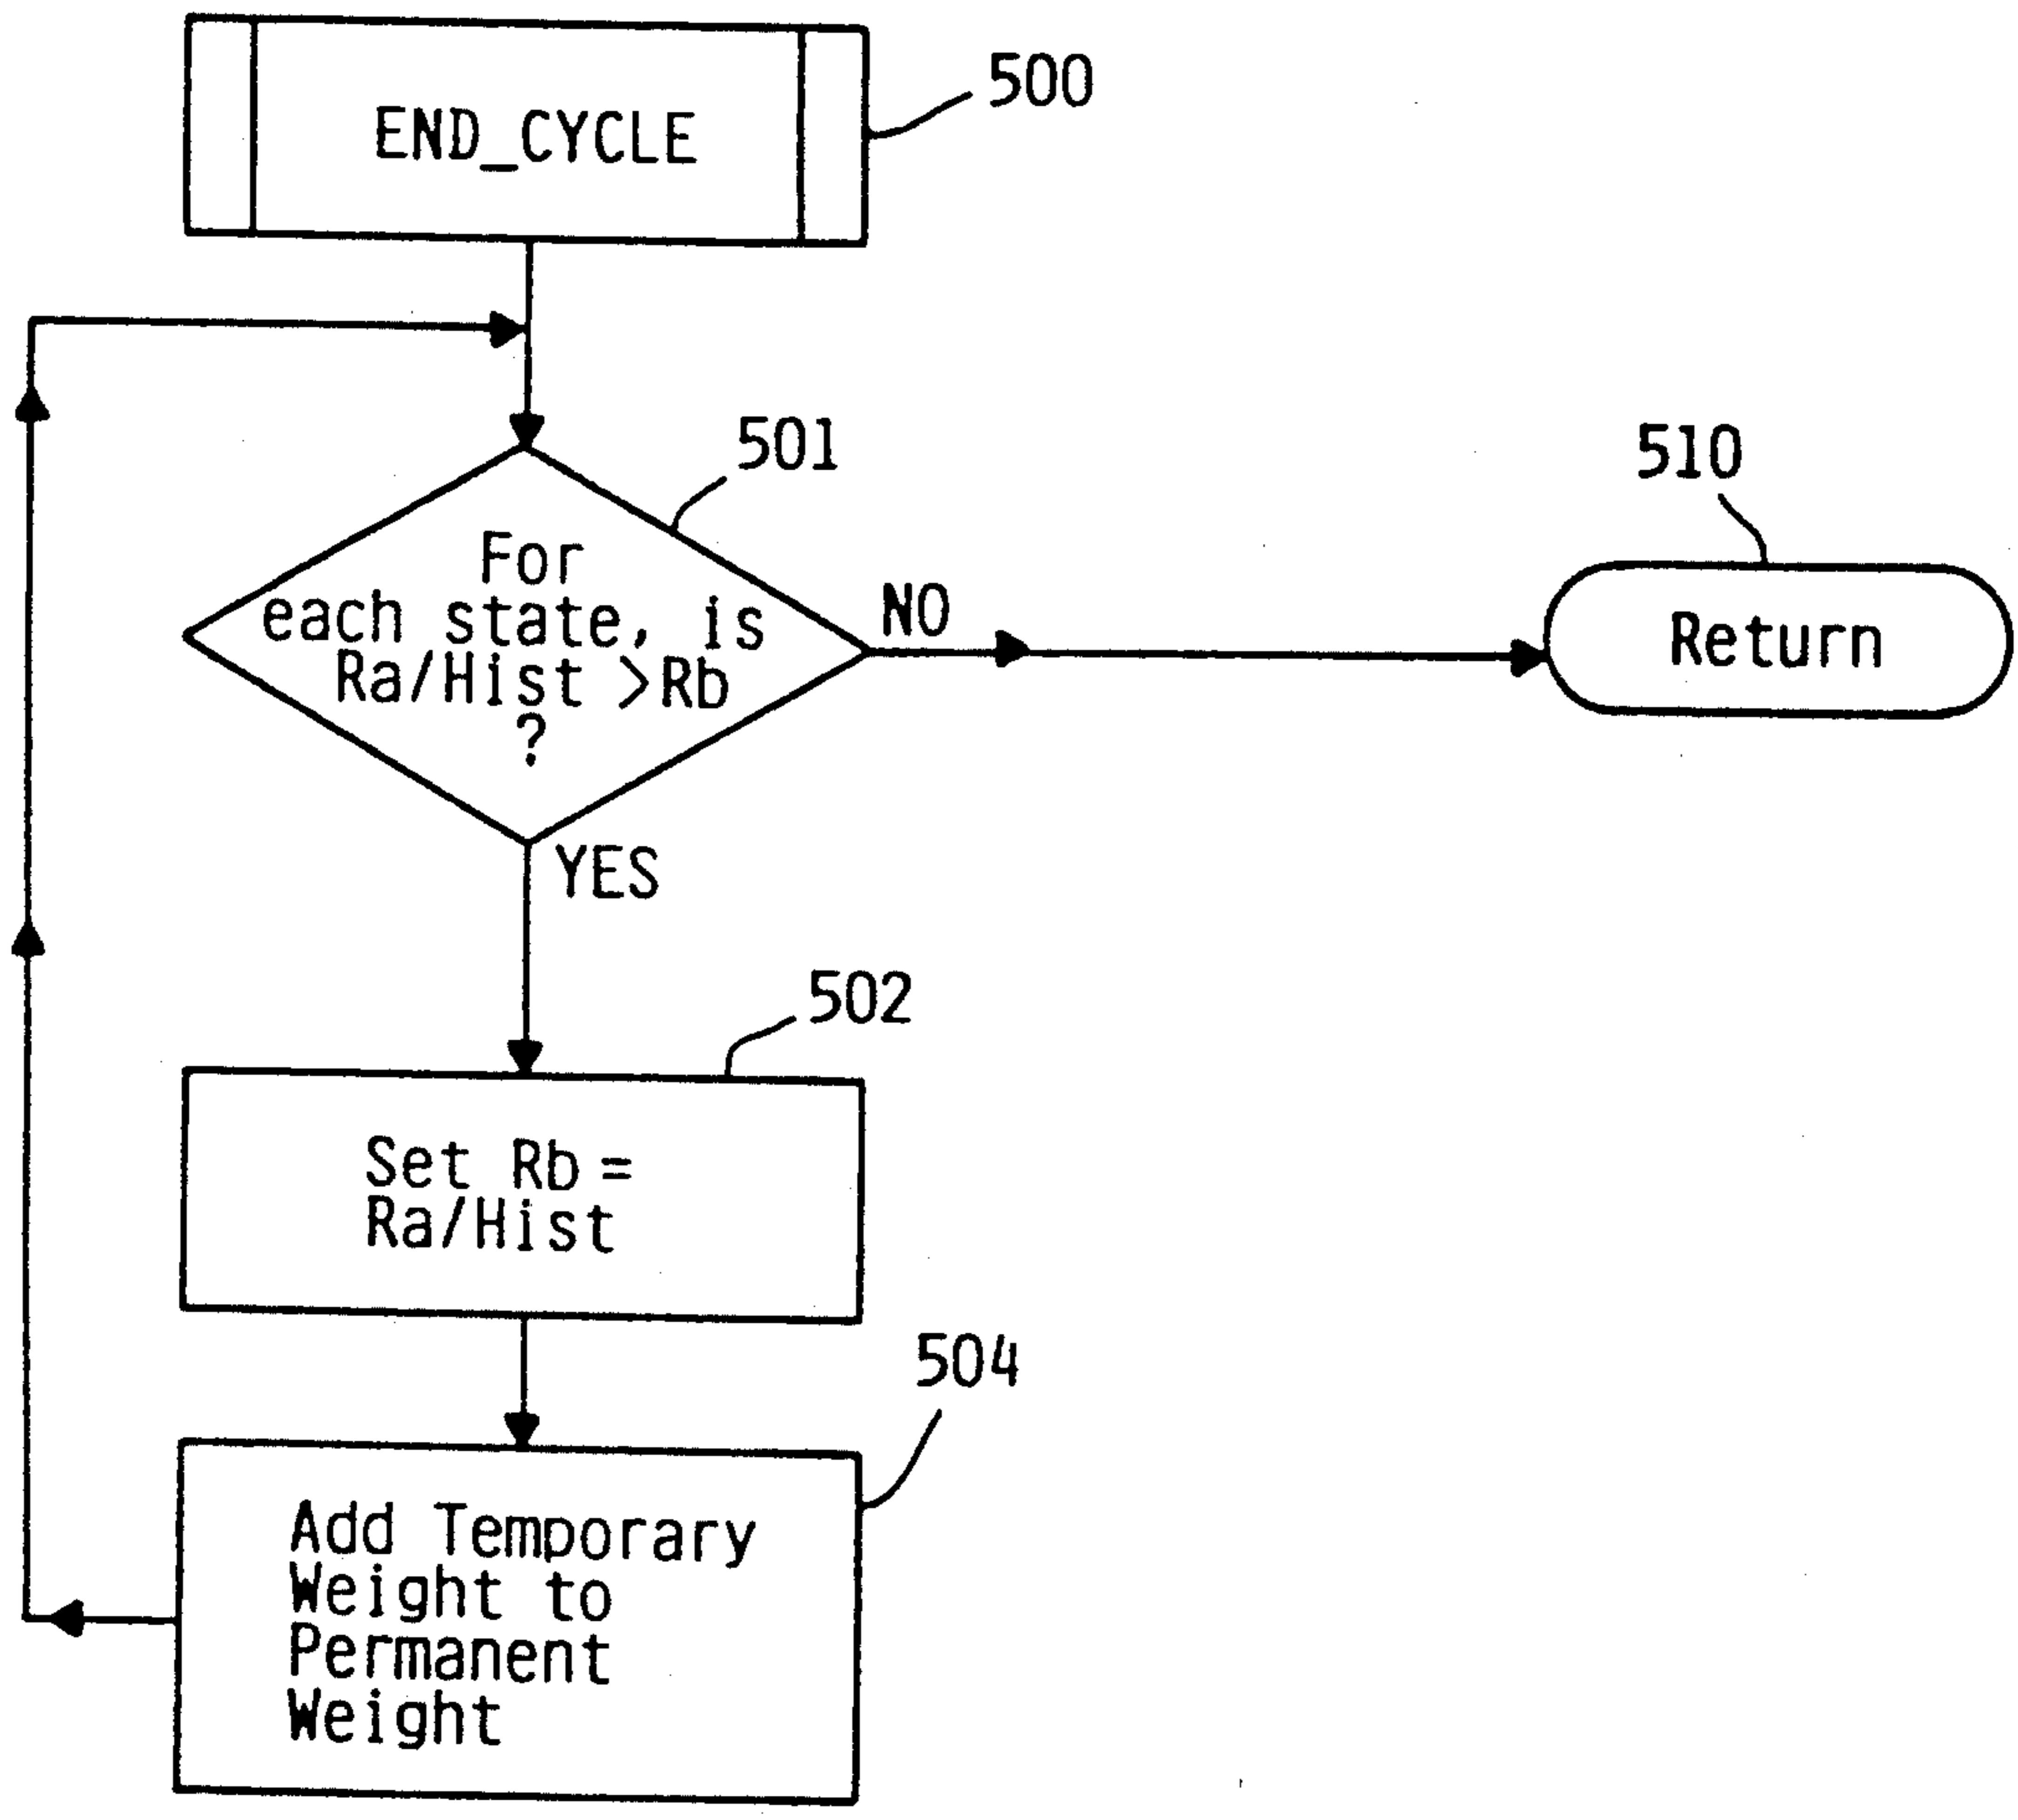 END_CYCLE
500
501
For
each state, is
Ra/Hist >Rb
?
NO
510
Return
YES
502
Set Rb =
Ra/Hist
504
Add Temporary
Weight to
Permanent
Weight